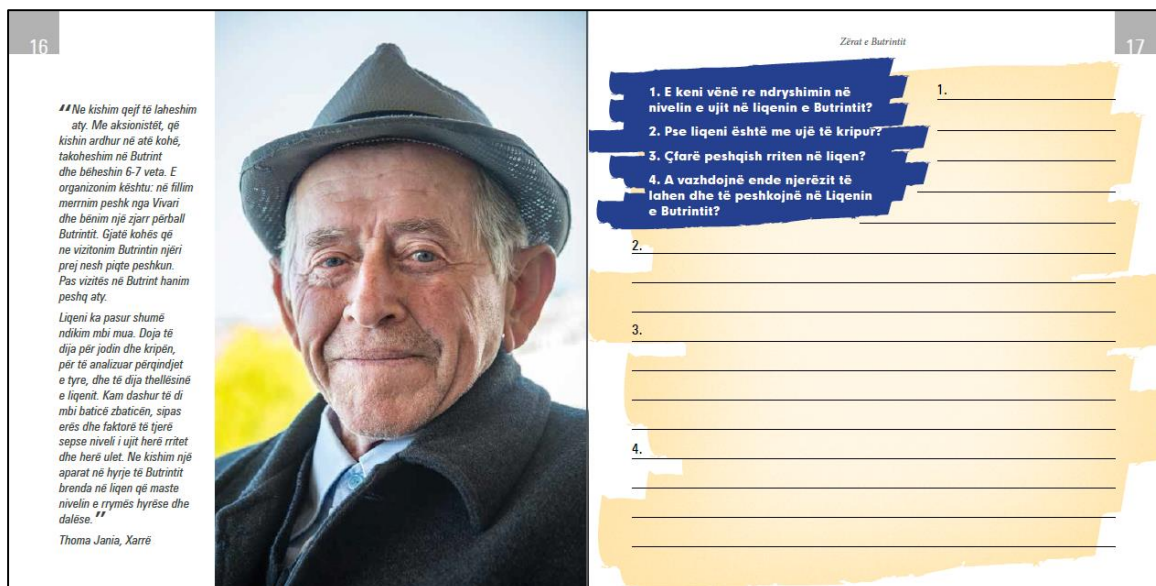 16
“Ne kishim qejf të laheshim
aty. Me aksionistët, që
kishin ardhur në atë kohë,
takoheshim në Butrint
dhe bëheshin 6-7 veta. E
organizonim kështu: në fillim
merrnim peshk nga Vivari
dhe bënim një zjarr përball
Butrintit. Gjatë kohës që
ne vizitonim Butrintin njëri
prej nesh piqte peshkun.
Pas vizitës në Butrint hanim
peshq aty.
Liqeni ka pasur shumë
ndikim mbi mua. Doja të
dija për jodin dhe kripën,
për të analizuar përqindjet
e tyre, dhe të dija thellësinë
e liqenit. Kam dashur të di
mbi baticë zbaticën, sipas
erës dhe faktorë të tjerë
sepse niveli i ujit herë rritet
dhe herë ulet. Ne kishim një
aparat në hyrje të Butrintit
brenda në liqen që maste
nivelin e rrymës hyrëse dhe
dalëse.”
Thoma Jania, Xarrë
Zërat e Butrintit
17
1. E keni vënë re ndryshimin në
nivelin e ujit në liqenin e Butrintit?
2. Pse liqeni është me ujë të kripur?
3. Çfarë peshqish rriten në liqen?
4. A vazhdojnë ende njerëzit të
lahen dhe të peshkojnë në Liqenin
e Butrintit?
1.
2.
3.
4.